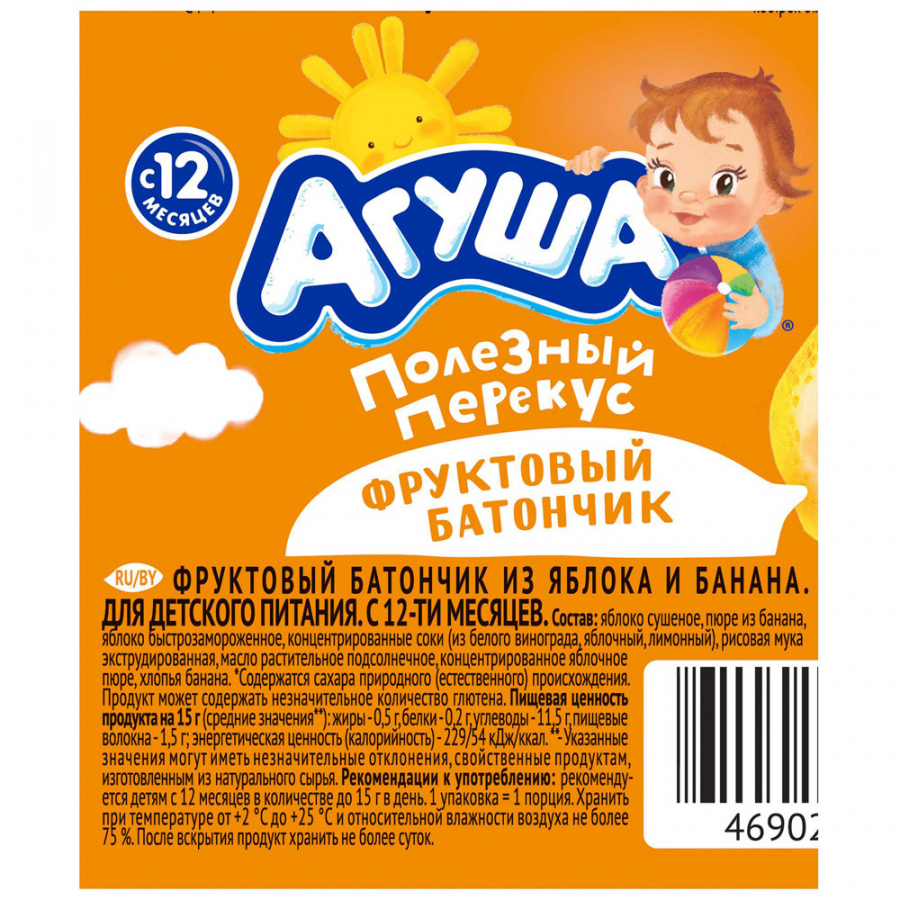 с 12 месяцев
АГУША
®
Полезный
перекус
ФРУКТОВЫЙ
БАТОНЧИК
RU/BY ФРУКТОВЫЙ БАТОНЧИК ИЗ ЯБЛОКА И БАНАНА.
ДЛЯ ДЕТСКОГО ПИТАНИЯ. С 12-ТИ МЕСЯЦЕВ. Состав: яблоко сушеное, пюре из банана,
яблоко быстрозамороженное, концентрированные соки (из белого винограда, яблочный, лимонный), рисовая мука
экструдированная, масло растительное подсолнечное, концентрированное яблочное
пюре, хлопья банана. *Содержатся сахара природного (естественного) происхождения.
Продукт может содержать незначительное количество глютена. Пищевая ценность
продукта на 15 г (средние значения**): жиры - 0,5 г, белки - 0,2 г, углеводы - 11,5 г, пищевые
волокна - 1,5 г; энергетическая ценность (калорийность) - 229/54 кДж/ккал. ** - Указанные
значения могут иметь незначительные отклонения, свойственные продуктам,
изготовленным из натурального сырья. Рекомендации к употреблению: рекоменду-
ется детям с 12 месяцев в количестве до 15 г в день. 1 упаковка = 1 порция. Хранить
при температуре от +2 °С до +25 °С и относительной влажности воздуха не более
75 %. После вскрытия продукт хранить не более суток.
46902